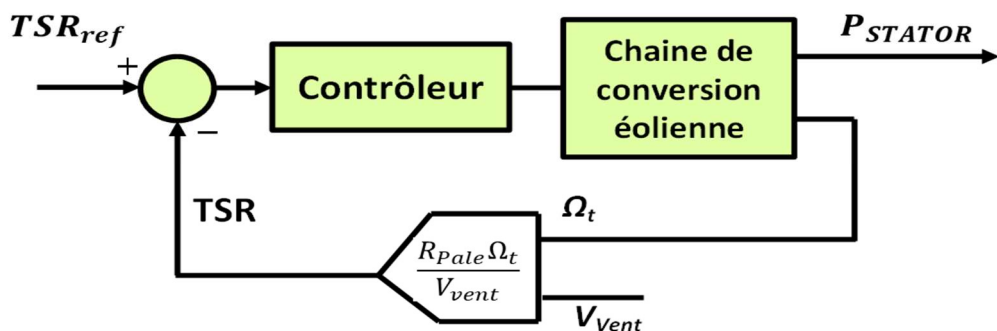 TSR_ref
+
−
Contrôleur
Chaine de
conversion
éolienne
P_STATOR
TSR
Ω_t
R_Pale Ω_t
V_vent
V_Vent